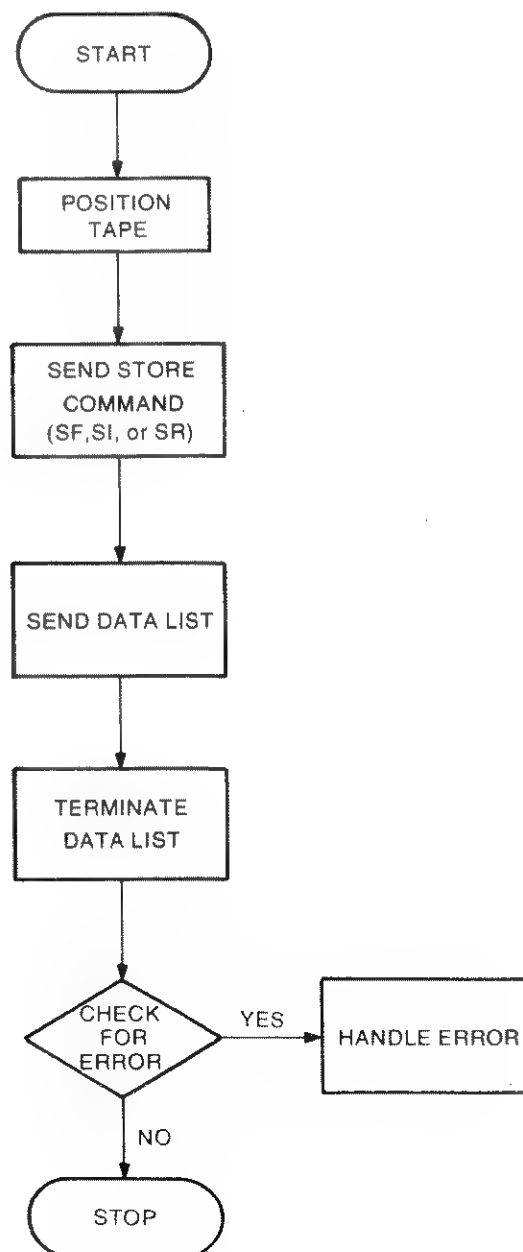 START
POSITION
TAPE
SEND STORE
COMMAND
(SF,SI, or SR)
SEND DATA LIST
TERMINATE
DATA LIST
CHECK
FOR
ERROR
YES
HANDLE ERROR
NO
STOP